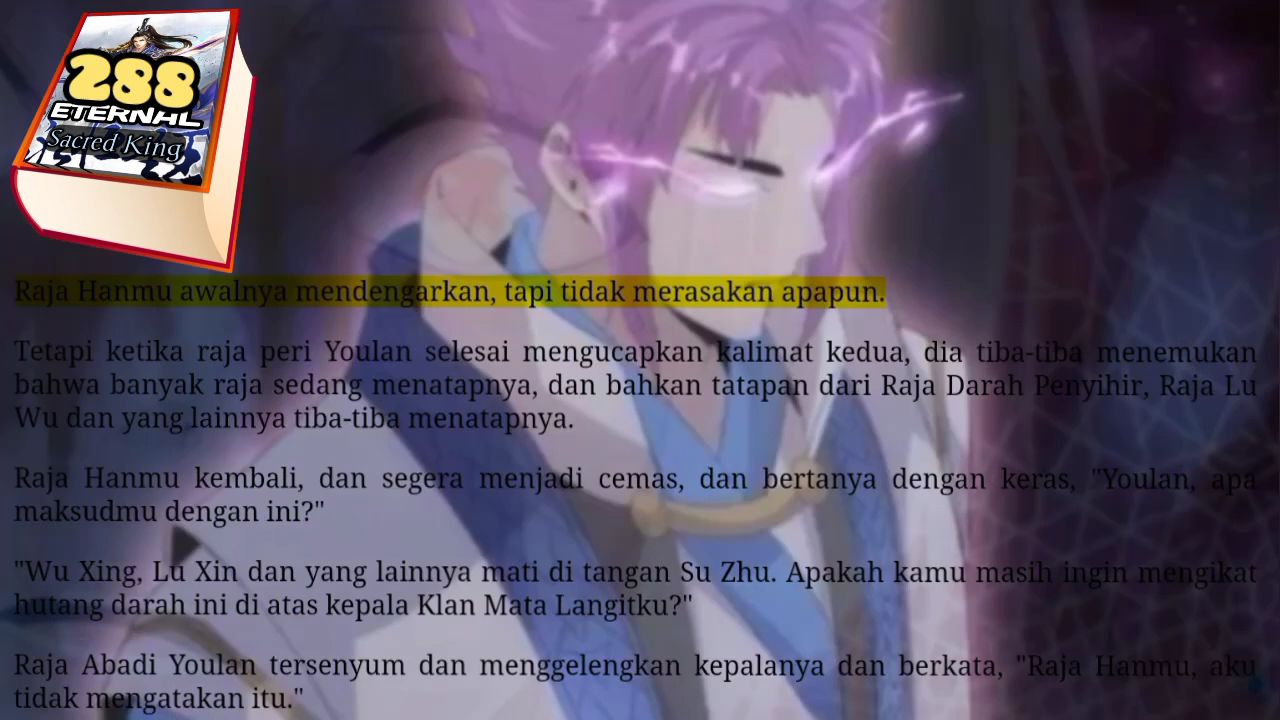 288
ETERNAL
Sacred King
Raja Hanmu awalnya mendengarkan, tapi tidak merasakan apapun.
Tetapi ketika raja peri Youlan selesai mengucapkan kalimat kedua, dia tiba-tiba menemukan
bahwa banyak raja sedang menatapnya, dan bahkan tatapan dari Raja Darah Penyihir, Raja Lu
Wu dan yang lainnya tiba-tiba menatapnya.
Raja Hanmu kembali, dan segera menjadi cemas, dan bertanya dengan keras, "Youlan, apa
maksudmu dengan ini?"
"Wu Xing, Lu Xin dan yang lainnya mati di tangan Su Zhu. Apakah kamu masih ingin mengikat
hutang darah ini di atas kepala Klan Mata Langitku?"
Raja Abadi Youlan tersenyum dan menggelengkan kepalanya dan berkata, "Raja Hanmu, aku
tidak mengatakan itu."